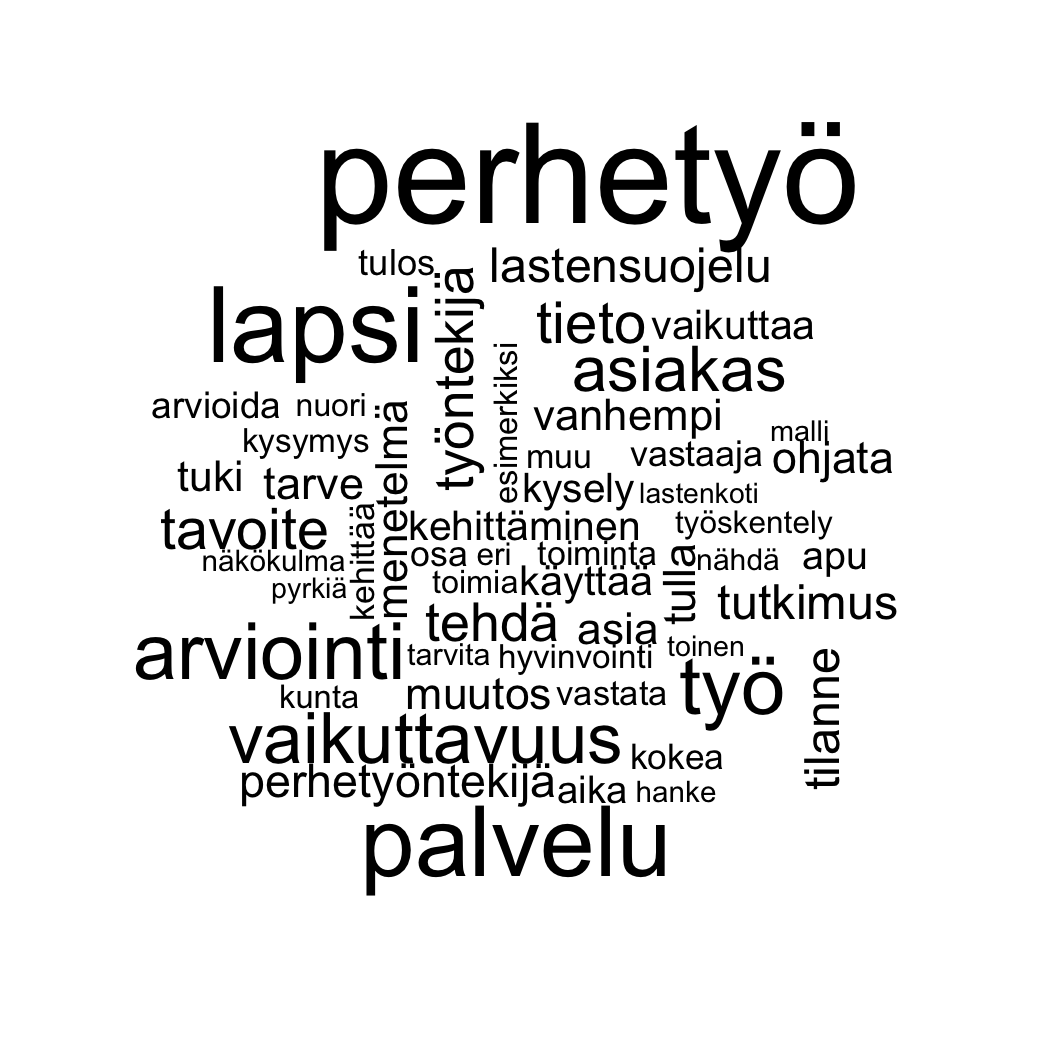 perhetyö
tulos
lastensuojelu
lapsi
työntekijä
tieto
vaikuttaa
asiakas
esimerkiksi
arvioida
nuori
menetelmä
vanhempi
malli
kysymys
muu
vastaaja
ohjata
tuki
tarve
kysely
lastenkoti
tavoite
kehittää
kehittäminen
työskentely
näkökulma
osa
eri
toiminta
tulla
nähdä
apu
pyrkiä
toimia
käyttää
tutkimus
tehdä
asia
arviointi
tarvita
hyvinvointi
toinen
kunta
muutos
vastata
työ
tilanne
vaikuttavuus
kokea
perhetyöntekijä
aika
hanke
palvelu